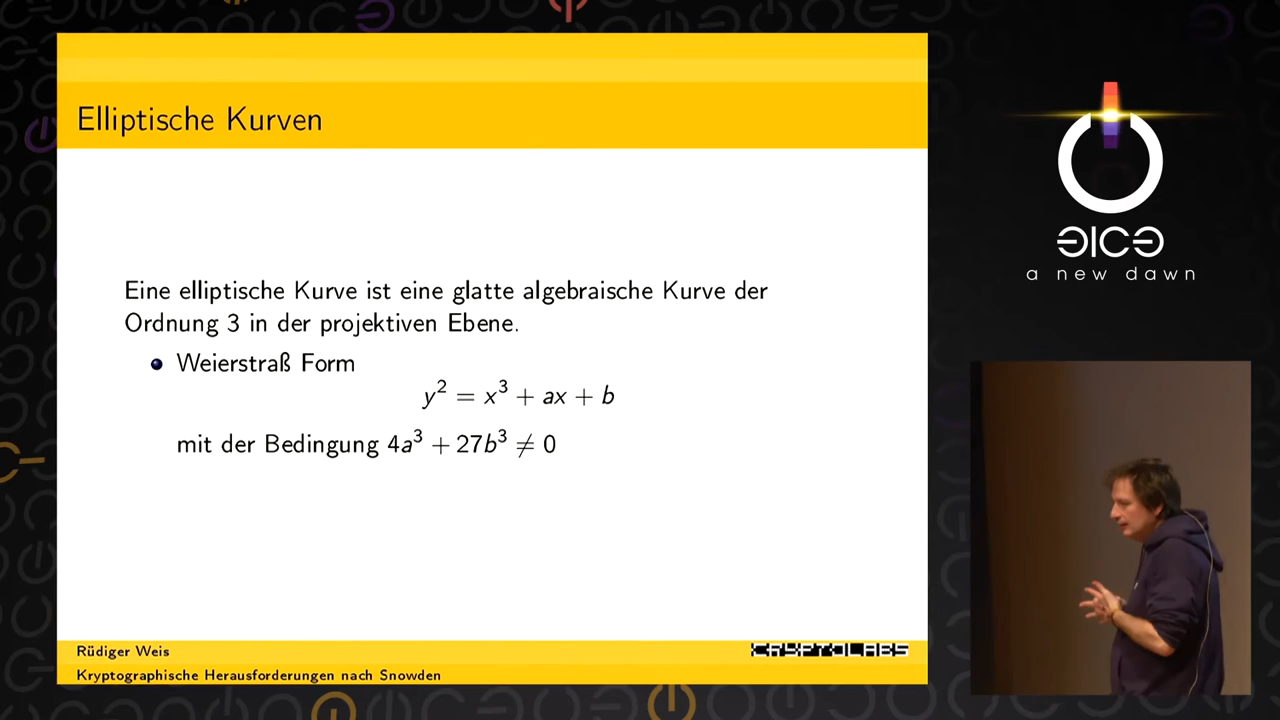 Elliptische Kurven
Eine elliptische Kurve ist eine glatte algebraische Kurve der
Ordnung 3 in der projektiven Ebene.
Weierstraß Form
y² = x³ + ax + b
mit der Bedingung 4a³ + 27b³ ≠ 0
Rüdiger Weis
CRYPTOLABS
Kryptographische Herausforderungen nach Snowden
31C3
a new dawn